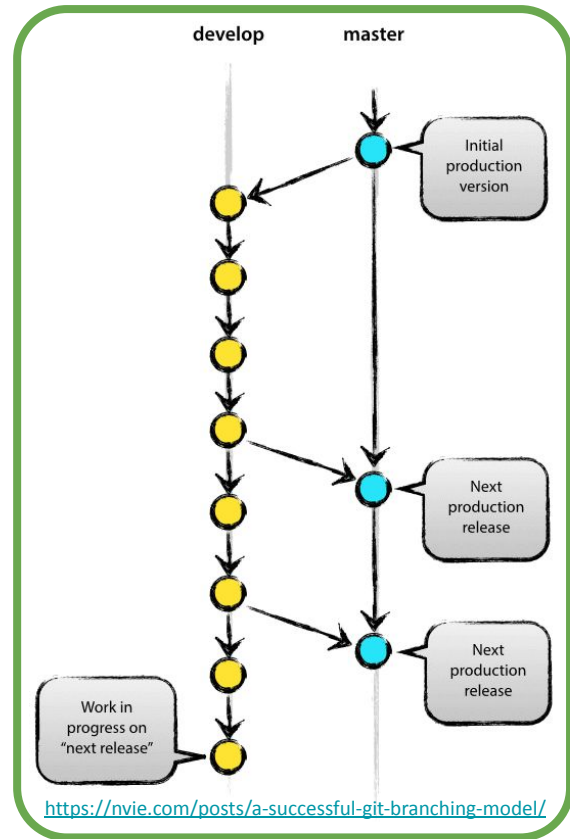 develop
master
Initial
production
version
Next
production
release
Next
production
release
Work in
progress on
“next release”
https://nvie.com/posts/a-successful-git-branching-model/